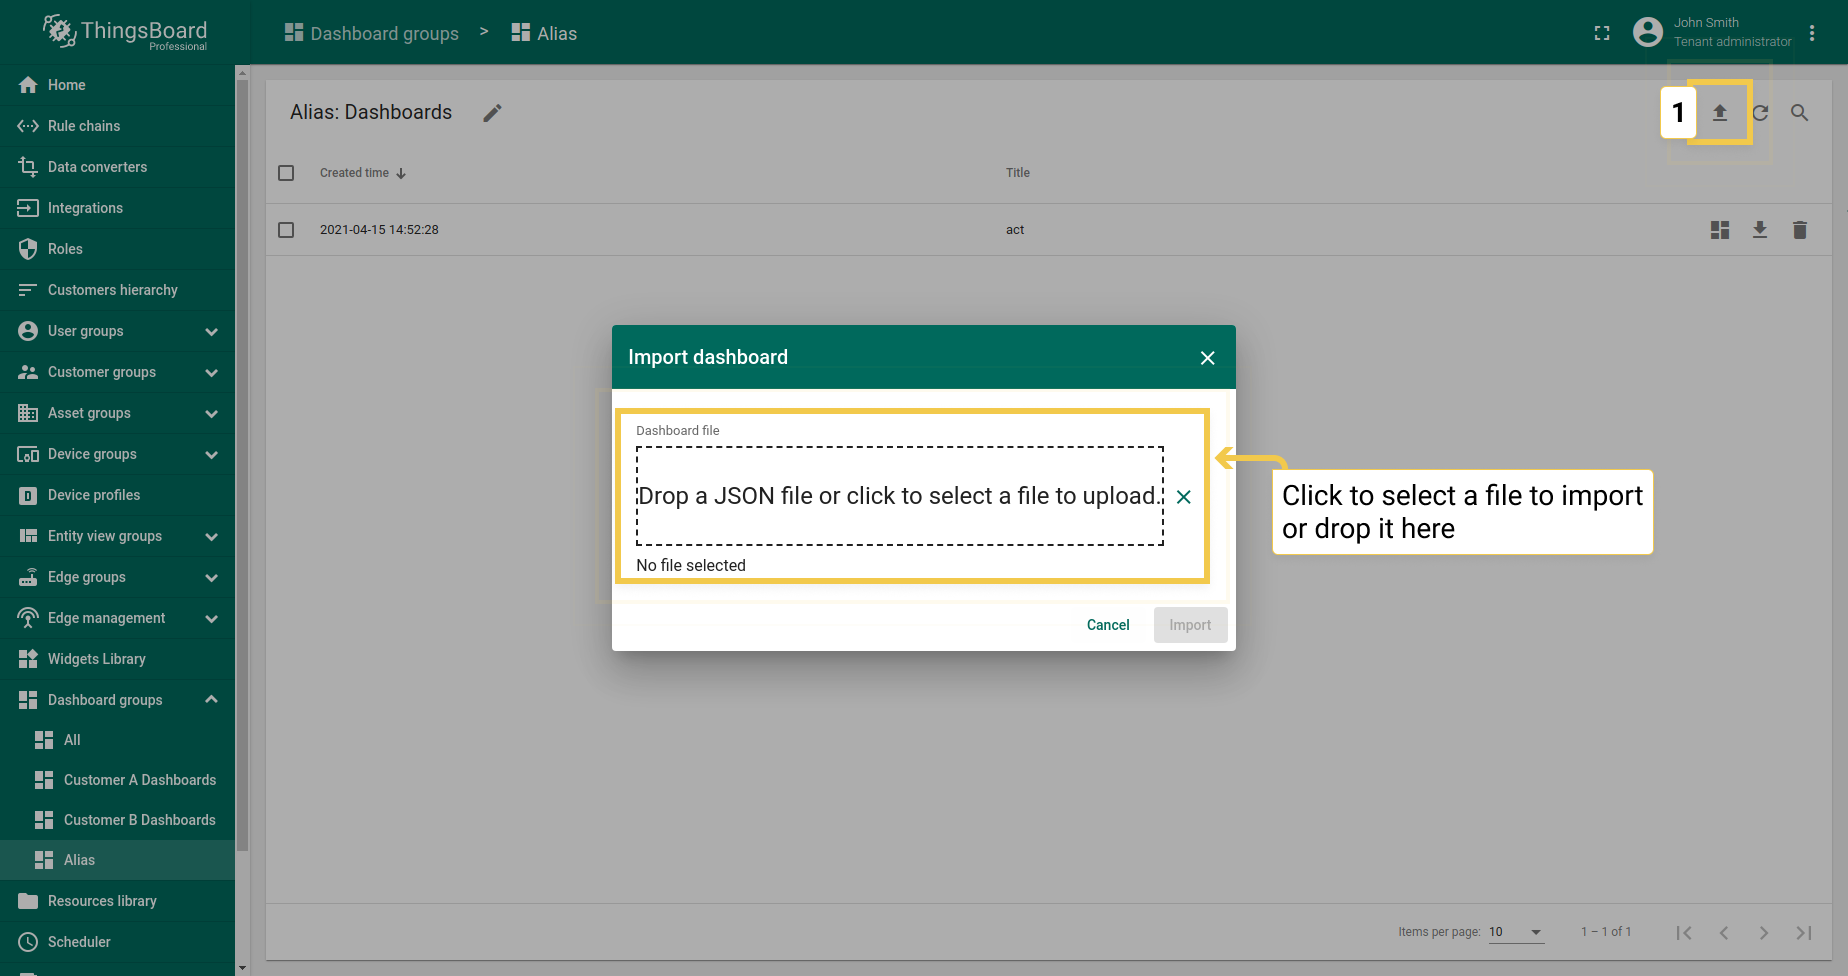 ThingsBoard
Professional
Dashboard groups > Alias
John Smith
Tenant administrator
Home
Rule chains
Data converters
Integrations
Roles
Customers hierarchy
User groups
Customer groups
Asset groups
Device groups
Device profiles
Entity view groups
Edge groups
Edge management
Widgets Library
Dashboard groups
All
Customer A Dashboards
Customer B Dashboards
Alias
Resources library
Scheduler
Alias: Dashboards
1
Created time
Title
2021-04-15 14:52:28
act
Import dashboard
Dashboard file
Drop a JSON file or click to select a file to upload.
No file selected
Cancel
Import
Click to select a file to import
or drop it here
Items per page: 10
1 – 1 of 1